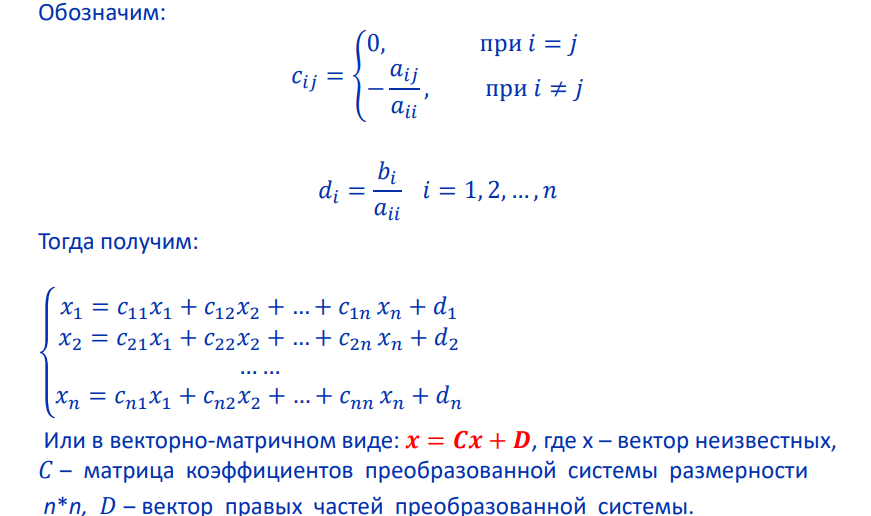 Обозначим:
c_{ij} = { 0, при i = j
−\frac{a_{ij}}{a_{ii}}, при i ≠ j
d_i = \frac{b_i}{a_{ii}} i = 1, 2, … , n
Тогда получим:
{ x_1 = c_{11}x_1 + c_{12}x_2 + … + c_{1n} x_n + d_1
x_2 = c_{21}x_1 + c_{22}x_2 + … + c_{2n} x_n + d_2
… …
x_n = c_{n1}x_1 + c_{n2}x_2 + … + c_{nn} x_n + d_n
Или в векторно-матричном виде: x = Cx + D, где x – вектор неизвестных,
C – матрица коэффициентов преобразованной системы размерности
n*n, D – вектор правых частей преобразованной системы.